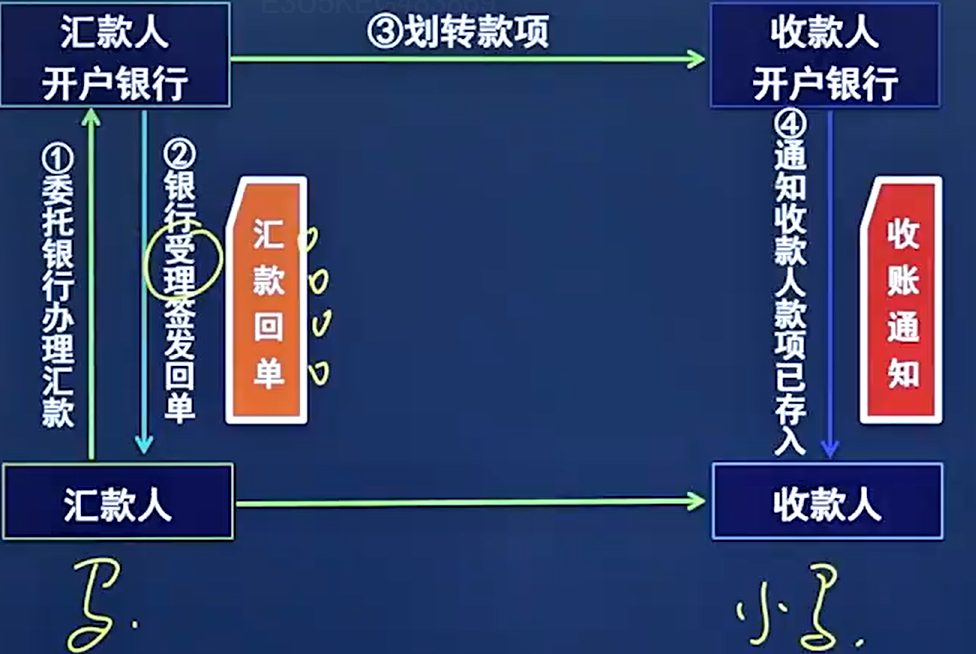 汇款人
开户银行
③划转款项
收款人
开户银行
①委托银行办理汇款
②银行受理签发回单
汇款回单
④通知收款人款项已存入
收账通知
汇款人
收款人